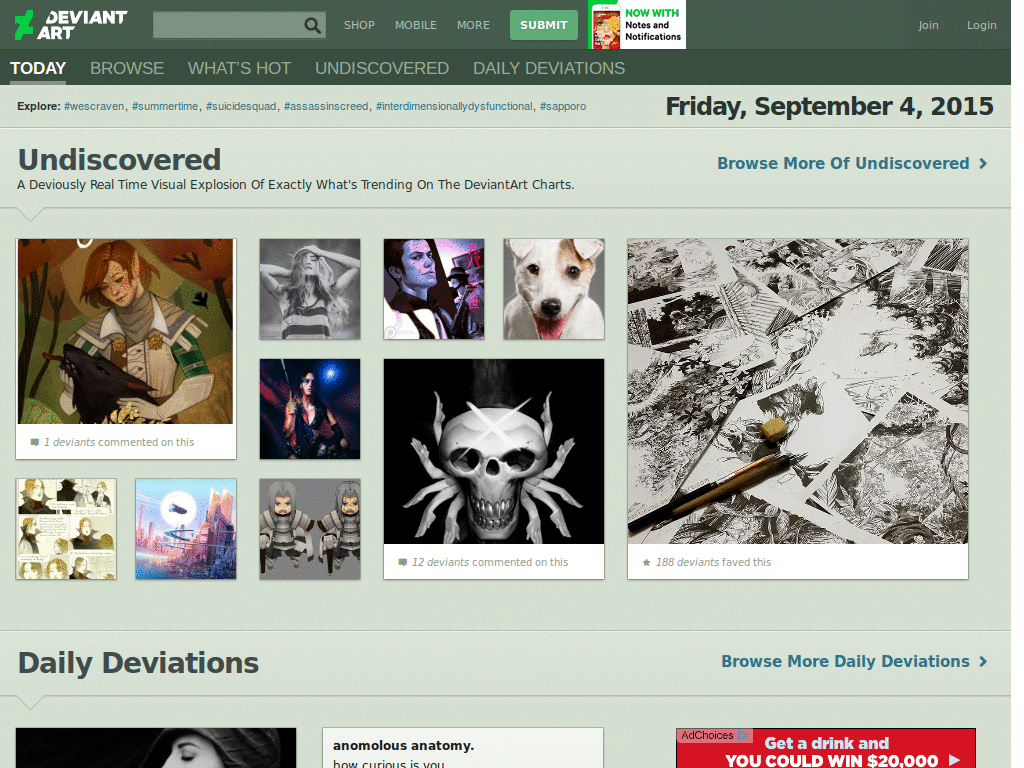 DEVIANT ART
SHOP MOBILE MORE
SUBMIT
NOW WITH
Notes and
Notifications
Join Login
TODAY BROWSE WHAT'S HOT UNDISCOVERED DAILY DEVIATIONS
Explore: #wescraven, #summertime, #suicidesquad, #assassinscreed, #interdimensionallydysfunctional, #sapporo
Friday, September 4, 2015
Undiscovered
A Deviously Real Time Visual Explosion Of Exactly What's Trending On The DeviantArt Charts.
Browse More Of Undiscovered
1 deviants commented on this
12 deviants commented on this
188 deviants faved this
Daily Deviations
Browse More Daily Deviations
anomolous anatomy.
how curious is you
AdChoices
Get a drink and
YOU COULD WIN $20,000